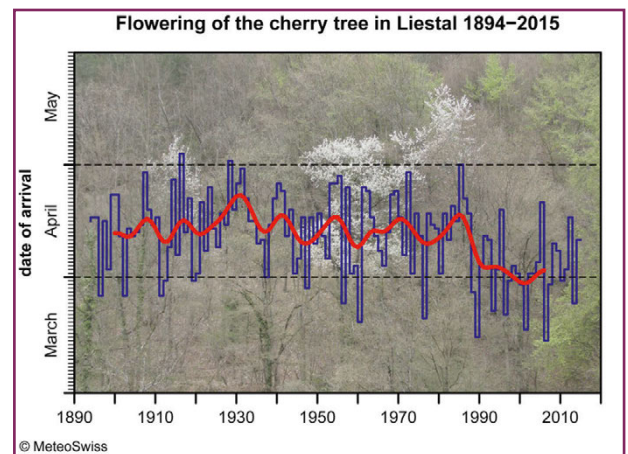 Flowering of the cherry tree in Liestal 1894−2015
date of arrival
May
April
March
1890 1910 1930 1950 1970 1990 2010
© MeteoSwiss